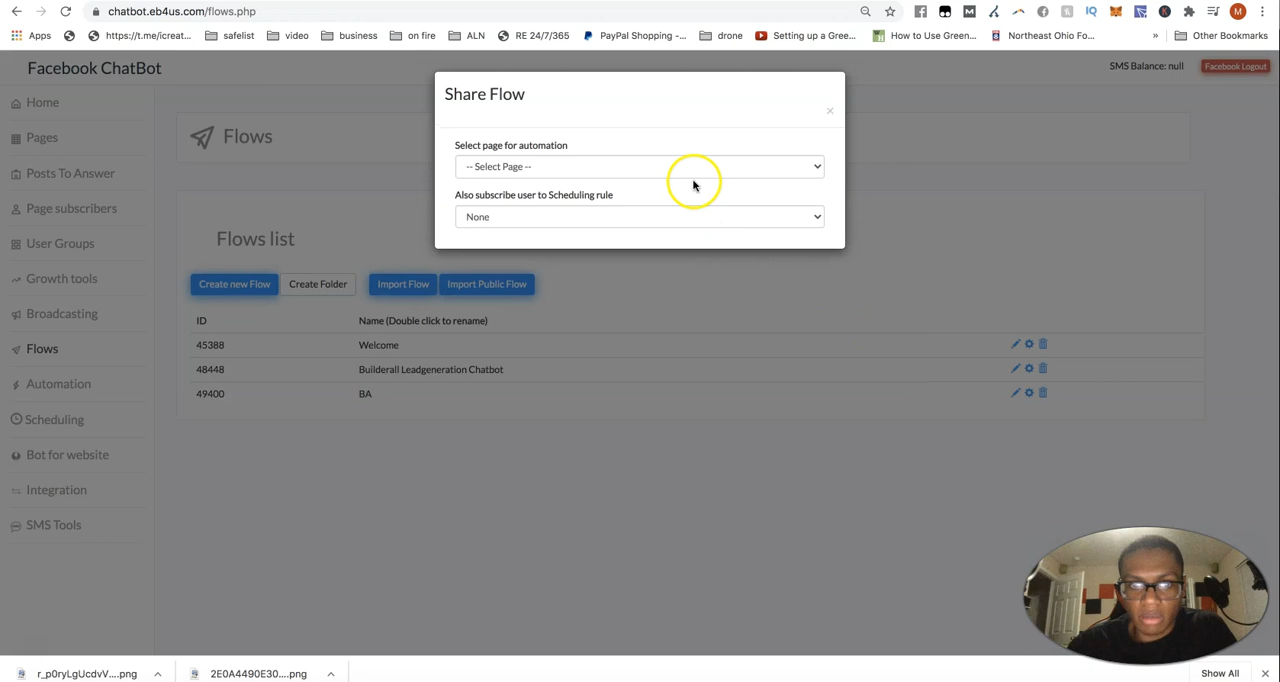 chatbot.eb4us.com/flows.php
Apps
https://t.me/icreat...
safelist
video
business
on fire
ALN
RE 24/7/365
PayPal Shopping -...
drone
Setting up a Gree...
How to Use Green...
Northeast Ohio Fo...
»
Other Bookmarks
Facebook ChatBot
SMS Balance: null
Facebook Logout
Home
Pages
Posts To Answer
Page subscribers
User Groups
Growth tools
Broadcasting
Flows
Automation
Scheduling
Bot for website
Integration
SMS Tools
Flows
Share Flow
×
Select page for automation
-- Select Page --
Also subscribe user to Scheduling rule
None
Flows list
Create new Flow
Create Folder
Import Flow
Import Public Flow
ID Name (Double click to rename)
45388 Welcome
48448 Builderall Leadgeneration Chatbot
49400 BA
r_p0ryLgUcdvV....png
2E0A4490E30....png
Show All